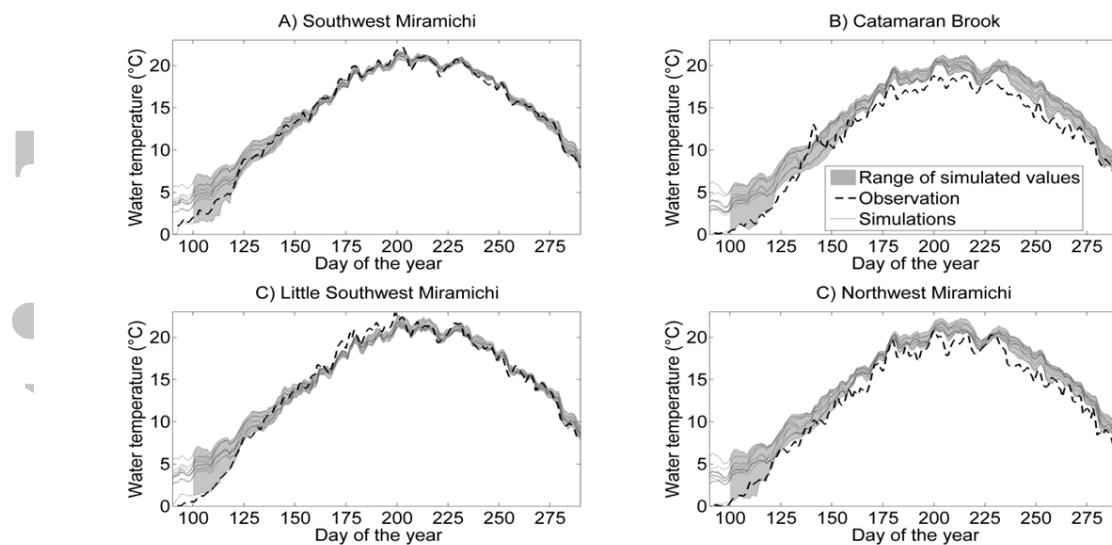 A) Southwest Miramichi
B) Catamaran Brook
Water temperature (°C)
20
15
10
5
0
100 125 150 175 200 225 250 275
Day of the year
Water temperature (°C)
20
15
10
5
0
Range of simulated values
Observation
Simulations
100 125 150 175 200 225 250 275
Day of the year
C) Little Southwest Miramichi
C) Northwest Miramichi
Water temperature (°C)
20
15
10
5
0
100 125 150 175 200 225 250 275
Day of the year
Water temperature (°C)
20
15
10
5
0
100 125 150 175 200 225 250 275
Day of the year